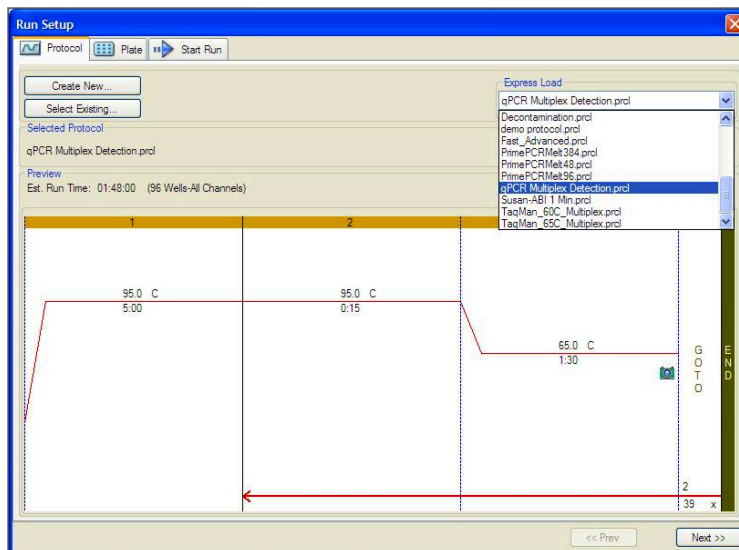 Run Setup
Protocol
Plate
Start Run
Create New...
Select Existing...
Express Load
qPCR Multiplex Detection.prcl
Decontamination.prcl
demo protocol.prcl
Fast_Advanced.prcl
PrimePCRMelt384.prcl
PrimePCRMelt48.prcl
PrimePCRMelt96.prcl
qPCR Multiplex Detection.prcl
Susan-ABI 1 Min.prcl
TaqMan_60C_Multiplex.prcl
TaqMan_65C_Multiplex.prcl
Selected Protocol
qPCR Multiplex Detection.prcl
Preview
Est. Run Time: 01:48:00 (96 Wells-All Channels)
1
2
95.0 C
5:00
95.0 C
0:15
65.0 C
1:30
GOTO
END
2
39 x
<< Prev
Next >>